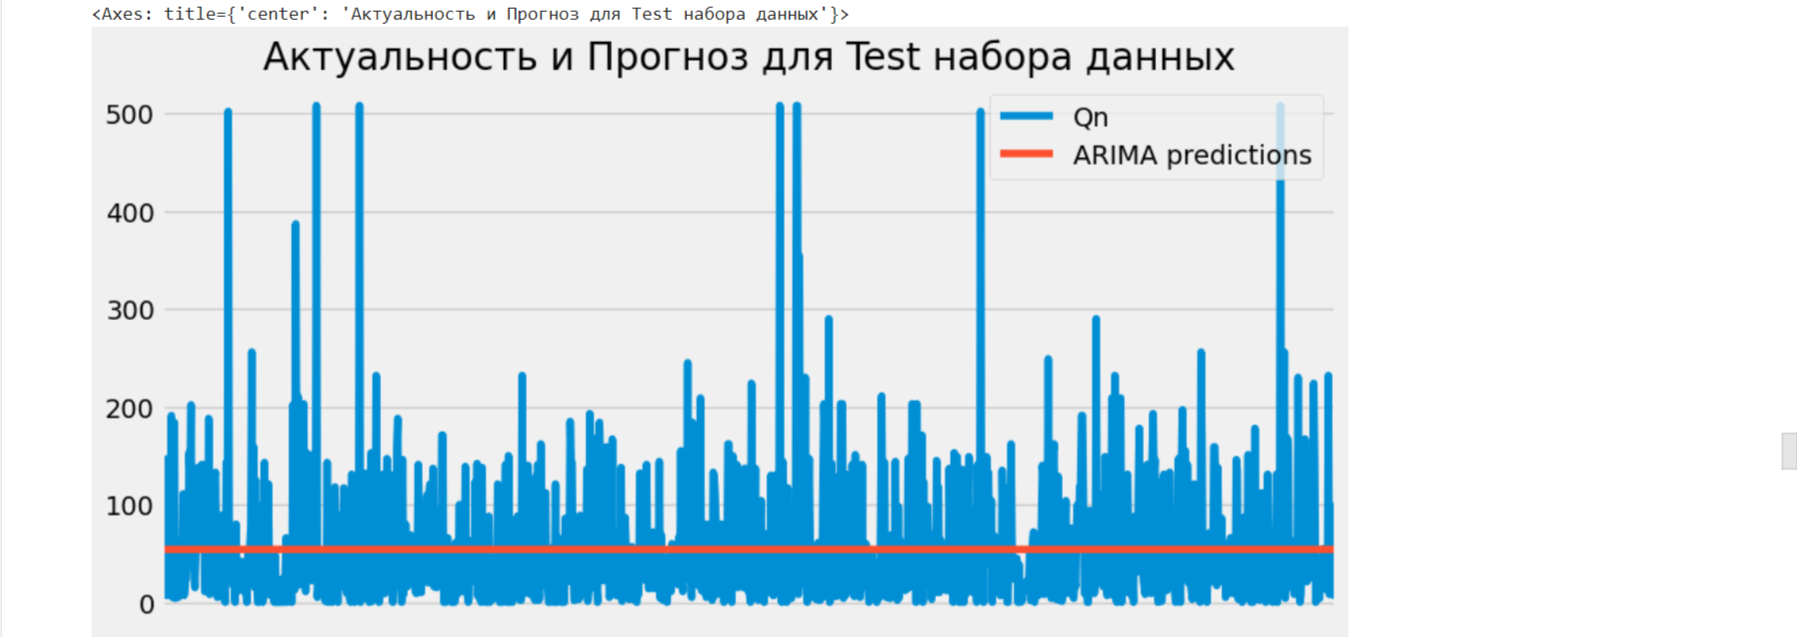 <Axes: title={'center': 'Актуальность и Прогноз для Test набора данных'}>
Актуальность и Прогноз для Test набора данных
Qn
ARIMA predictions
500
400
300
200
100
0